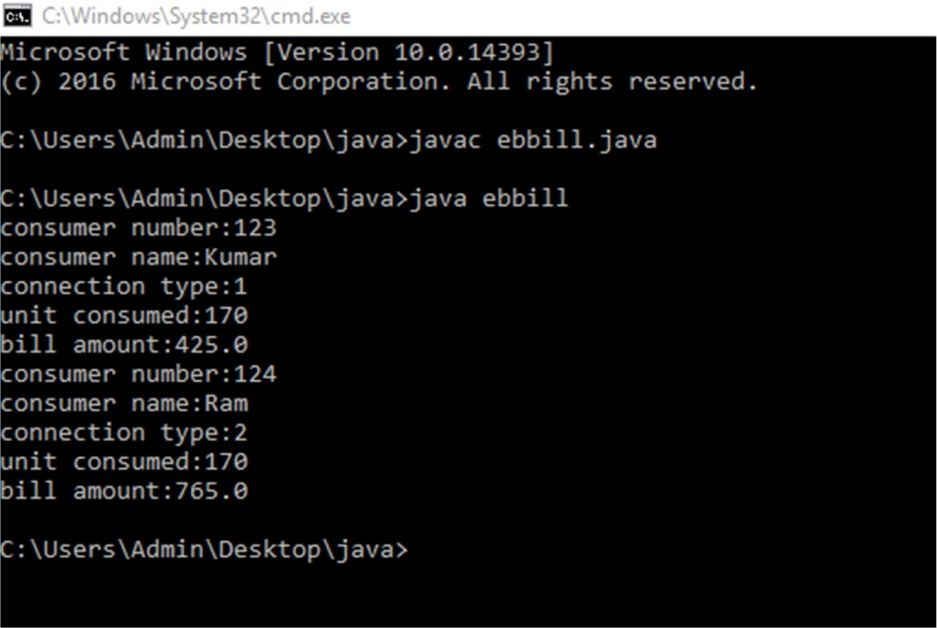 C:\Windows\System32\cmd.exe
Microsoft Windows [Version 10.0.14393]
(c) 2016 Microsoft Corporation. All rights reserved.
C:\Users\Admin\Desktop\java>javac ebbill.java
C:\Users\Admin\Desktop\java>java ebbill
consumer number:123
consumer name:Kumar
connection type:1
unit consumed:170
bill amount:425.0
consumer number:124
consumer name:Ram
connection type:2
unit consumed:170
bill amount:765.0
C:\Users\Admin\Desktop\java>